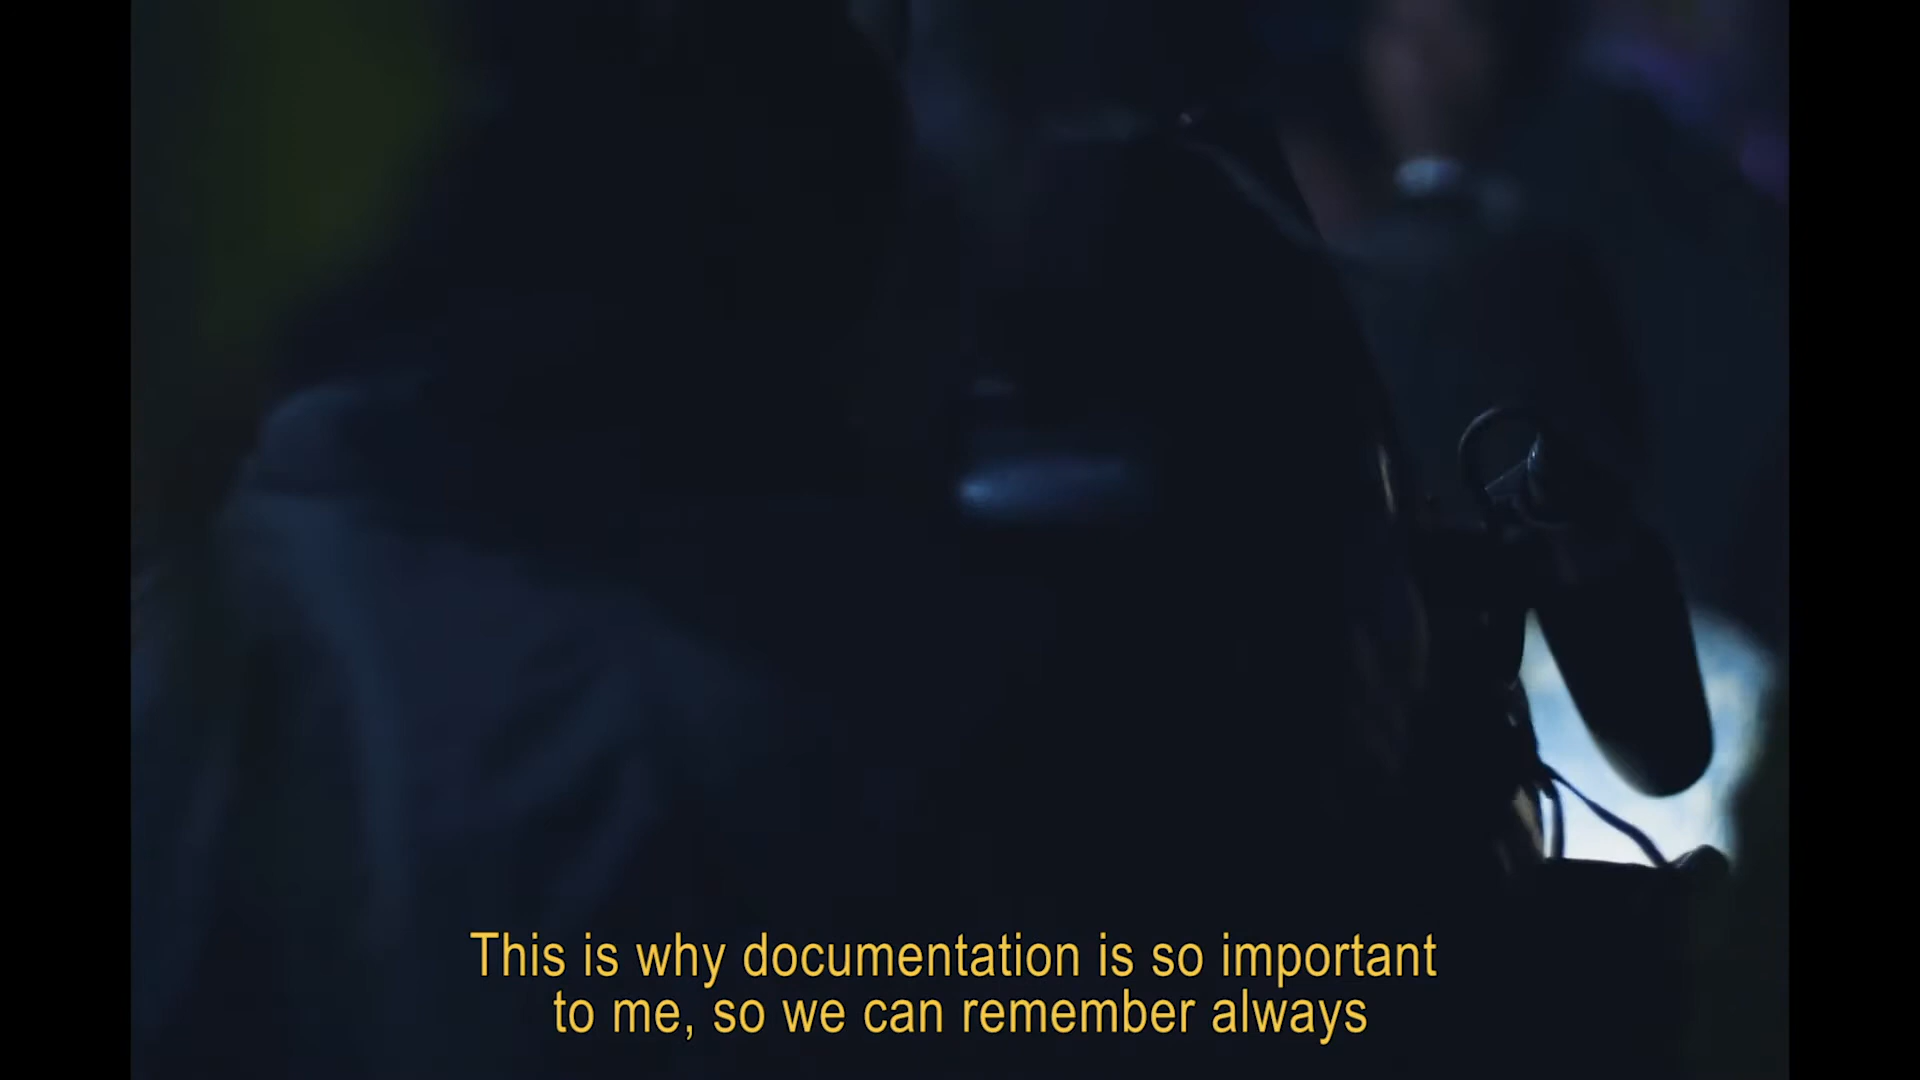 This is why documentation is so important
to me, so we can remember always